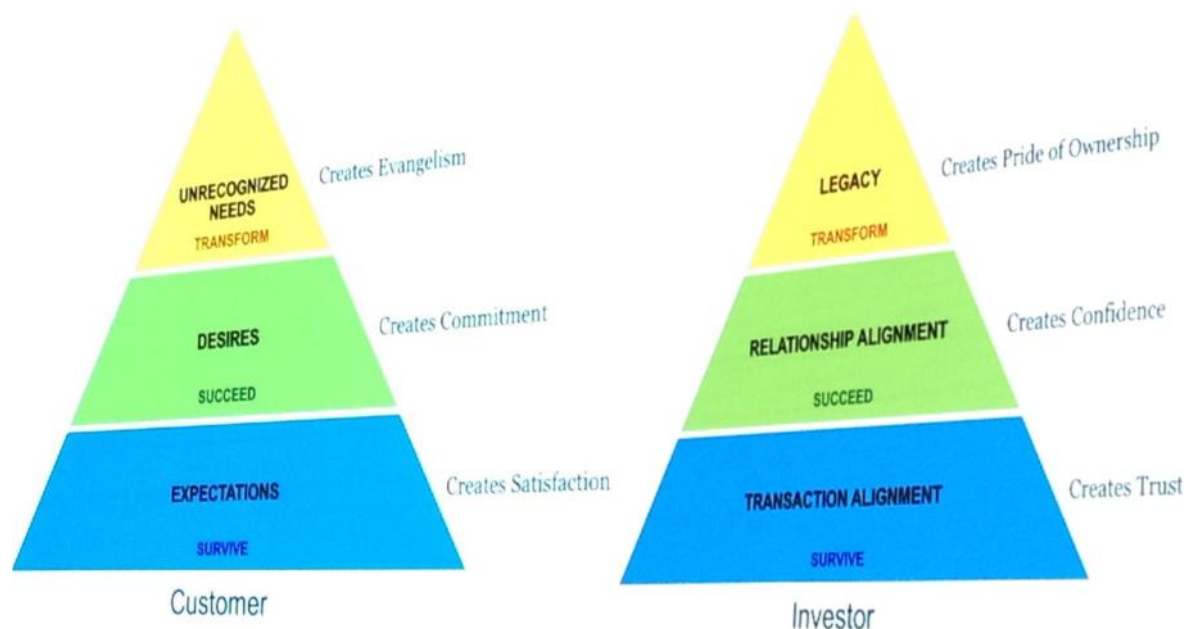 UNRECOGNIZED
NEEDS
TRANSFORM
Creates Evangelism
DESIRES
SUCCEED
Creates Commitment
EXPECTATIONS
SURVIVE
Creates Satisfaction
Customer
LEGACY
TRANSFORM
Creates Pride of Ownership
RELATIONSHIP ALIGNMENT
SUCCEED
Creates Confidence
TRANSACTION ALIGNMENT
SURVIVE
Creates Trust
Investor